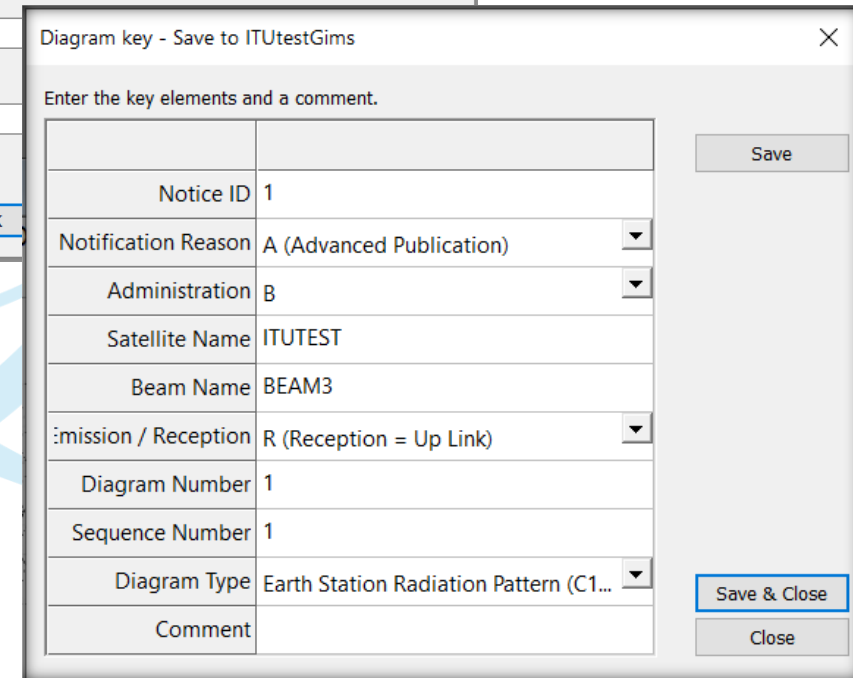 Diagram key - Save to ITUtestGims
Enter the key elements and a comment.
Save
Notice ID 1
Notification Reason A (Advanced Publication)
Administration B
Satellite Name ITUTEST
Beam Name BEAM3
Emission / Reception R (Reception = Up Link)
Diagram Number 1
Sequence Number 1
Diagram Type Earth Station Radiation Pattern (C1...
Save & Close
Comment
Close